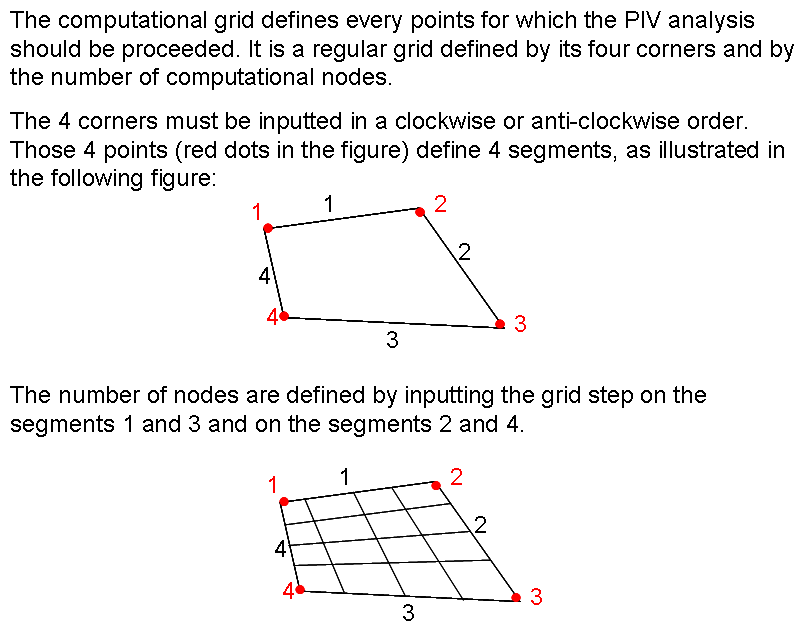 The computational grid defines every points for which the PIV analysis
should be proceeded. It is a regular grid defined by its four corners and by
the number of computational nodes.
The 4 corners must be inputted in a clockwise or anti-clockwise order.
Those 4 points (red dots in the figure) define 4 segments, as illustrated in
the following figure:
1 1 2
2
4
4 3
3
The number of nodes are defined by inputting the grid step on the
segments 1 and 3 and on the segments 2 and 4.
1 1 2
2
4
4 3
3